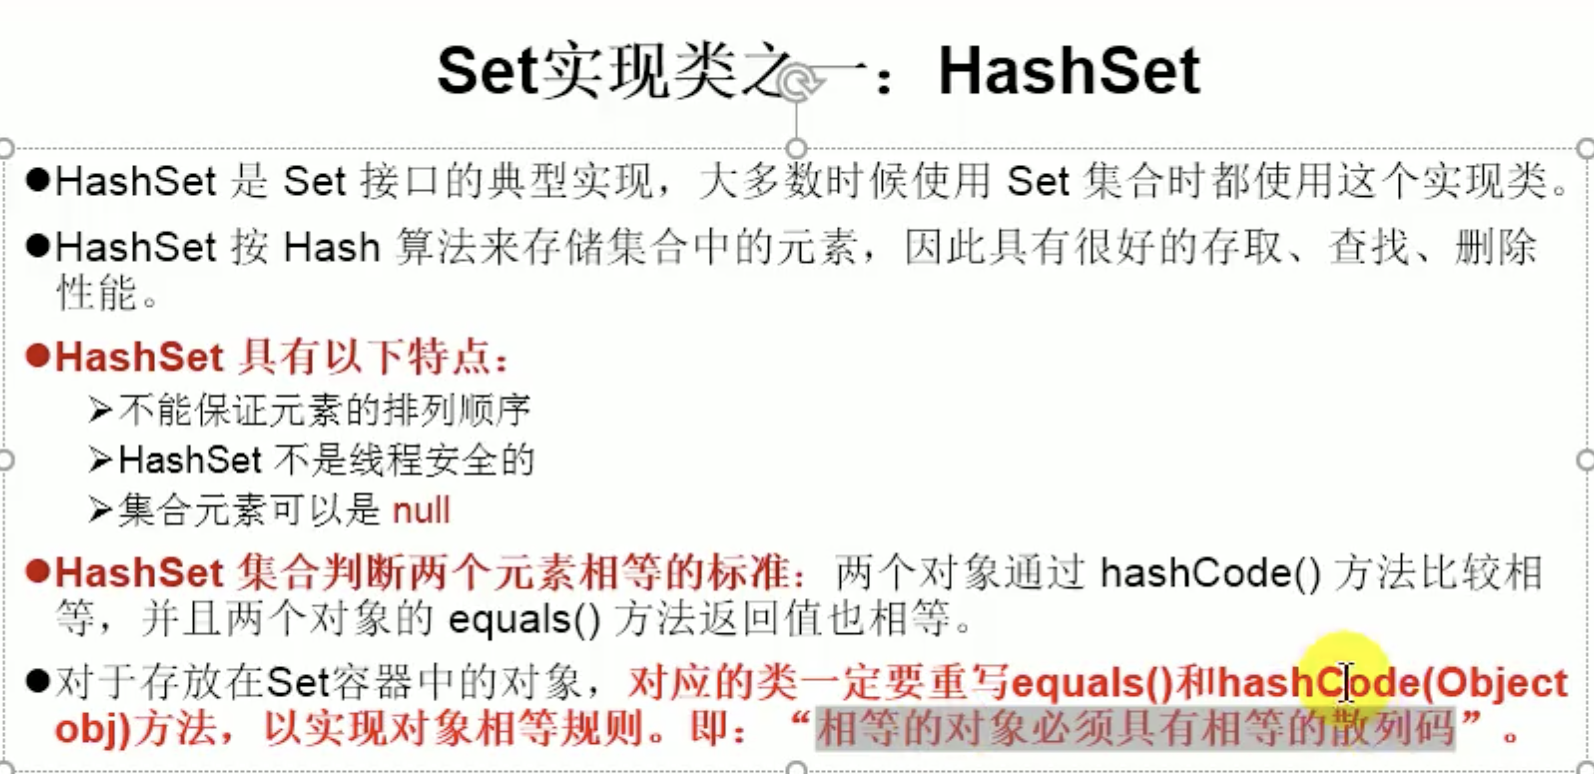 Set实现类之一：HashSet
●HashSet 是 Set 接口的典型实现，大多数时候使用 Set 集合时都使用这个实现类。
●HashSet 按 Hash 算法来存储集合中的元素，因此具有很好的存取、查找、删除
性能。
●HashSet 具有以下特点：
➢不能保证元素的排列顺序
➢HashSet 不是线程安全的
➢集合元素可以是 null
●HashSet 集合判断两个元素相等的标准：两个对象通过 hashCode() 方法比较相
等，并且两个对象的 equals() 方法返回值也相等。
●对于存放在Set容器中的对象，对应的类一定要重写equals()和hashCode(Object
obj)方法，以实现对象相等规则。即：“相等的对象必须具有相等的散列码”。